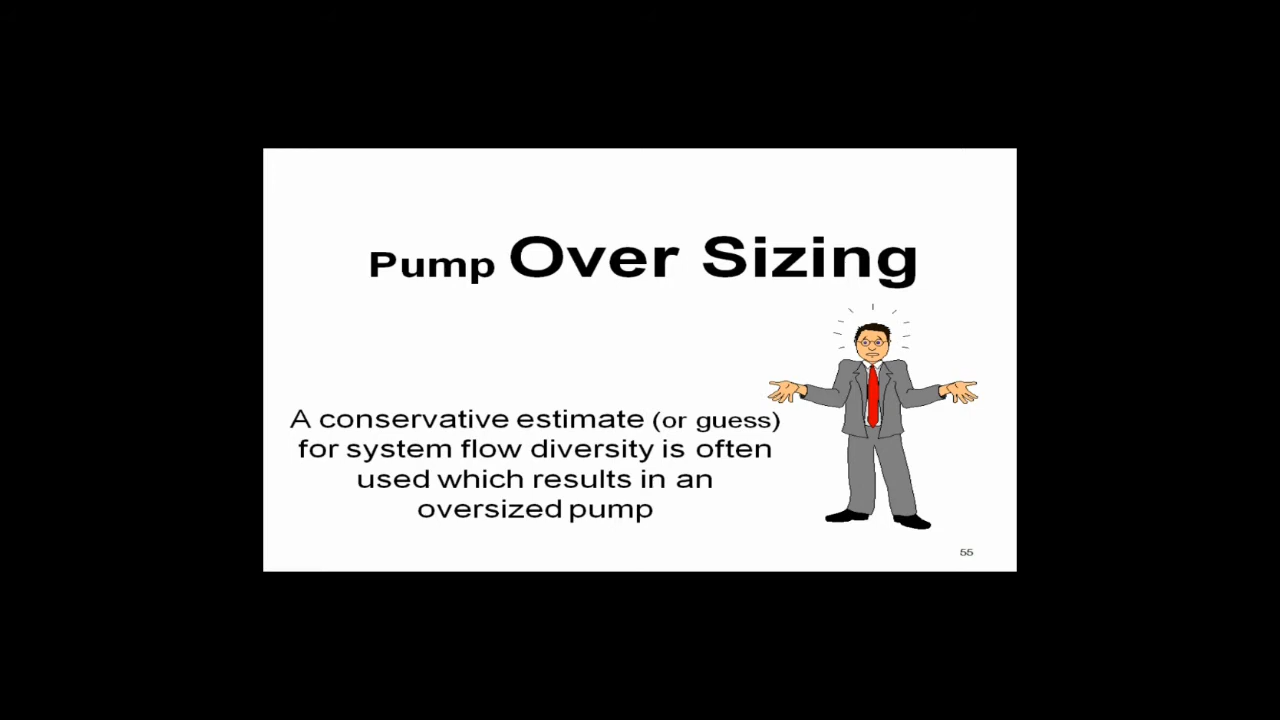 Pump Over Sizing
A conservative estimate (or guess)
for system flow diversity is often
used which results in an
oversized pump
55